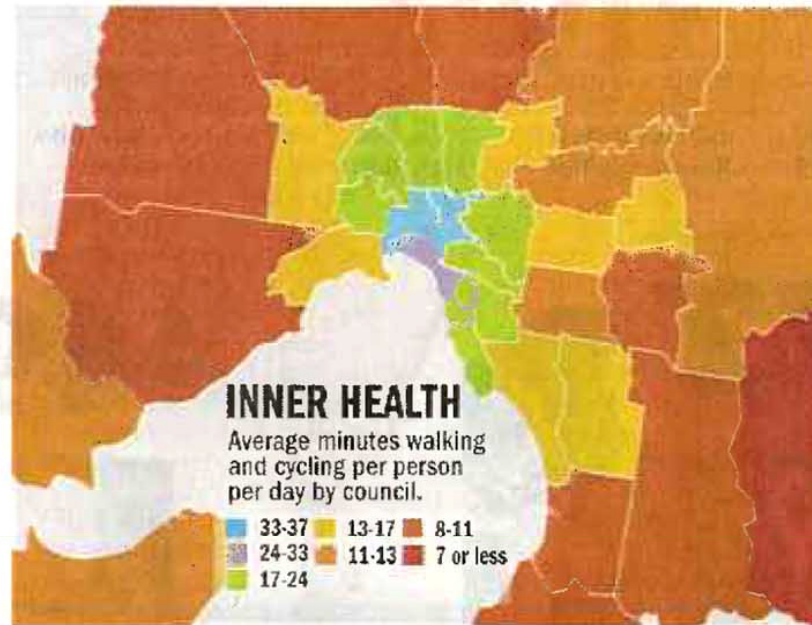 INNER HEALTH
Average minutes walking
and cycling per person
per day by council.
33-37
13-17
8-11
24-33
11-13
7 or less
17-24